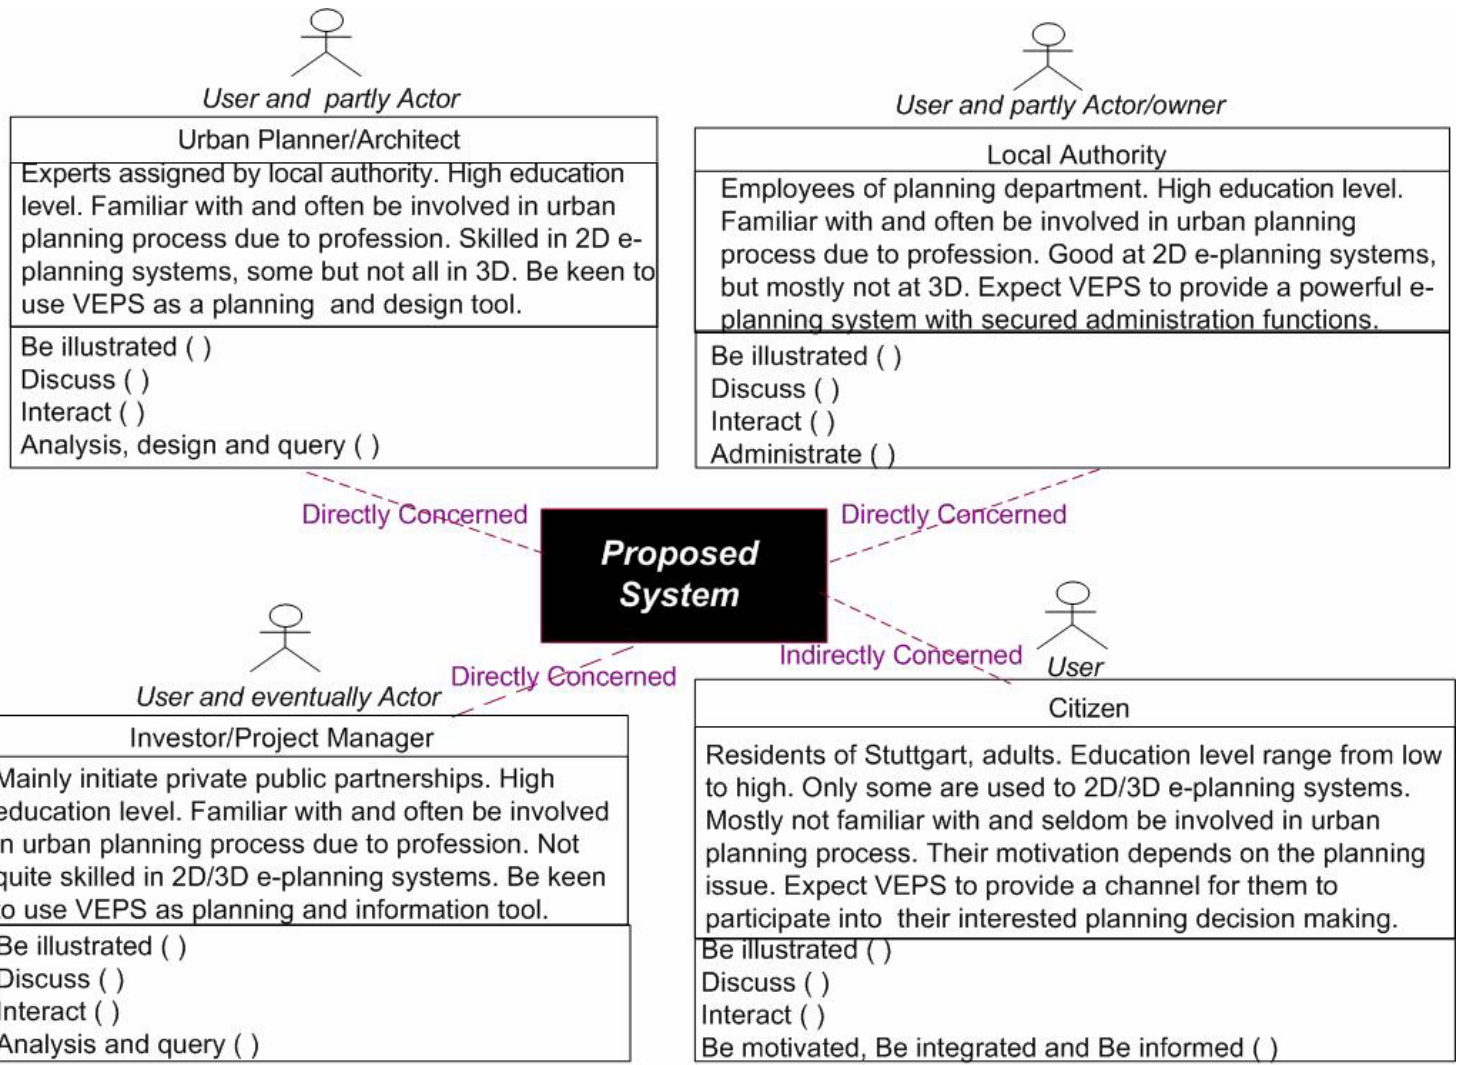 User and  partly Actor
Urban Planner/Architect
Experts assigned by local authority. High education
level. Familiar with and often be involved in urban
planning process due to profession. Skilled in 2D e-
planning systems, some but not all in 3D. Be keen to
use VEPS as a planning  and design tool.
Be illustrated ( )
Discuss ( )
Interact ( )
Analysis, design and query ( )
User and partly Actor/owner
Local Authority
Employees of planning department. High education level.
Familiar with and often be involved in urban planning
process due to profession. Good at 2D e-planning systems,
but mostly not at 3D. Expect VEPS to provide a powerful e-
planning system with secured administration functions.
Be illustrated ( )
Discuss ( )
Interact ( )
Administrate ( )
Directly Concerned
Directly Concerned
Proposed
System
Directly Concerned
Indirectly Concerned
User and eventually Actor
Investor/Project Manager
Mainly initiate private public partnerships. High
education level. Familiar with and often be involved
in urban planning process due to profession. Not
quite skilled in 2D/3D e-planning systems. Be keen
to use VEPS as planning and information tool.
Be illustrated ( )
Discuss ( )
Interact ( )
Analysis and query ( )
User
Citizen
Residents of Stuttgart, adults. Education level range from low
to high. Only some are used to 2D/3D e-planning systems.
Mostly not familiar with and seldom be involved in urban
planning process. Their motivation depends on the planning
issue. Expect VEPS to provide a channel for them to
participate into  their interested planning decision making.
Be illustrated ( )
Discuss ( )
Interact ( )
Be motivated, Be integrated and Be informed ( )